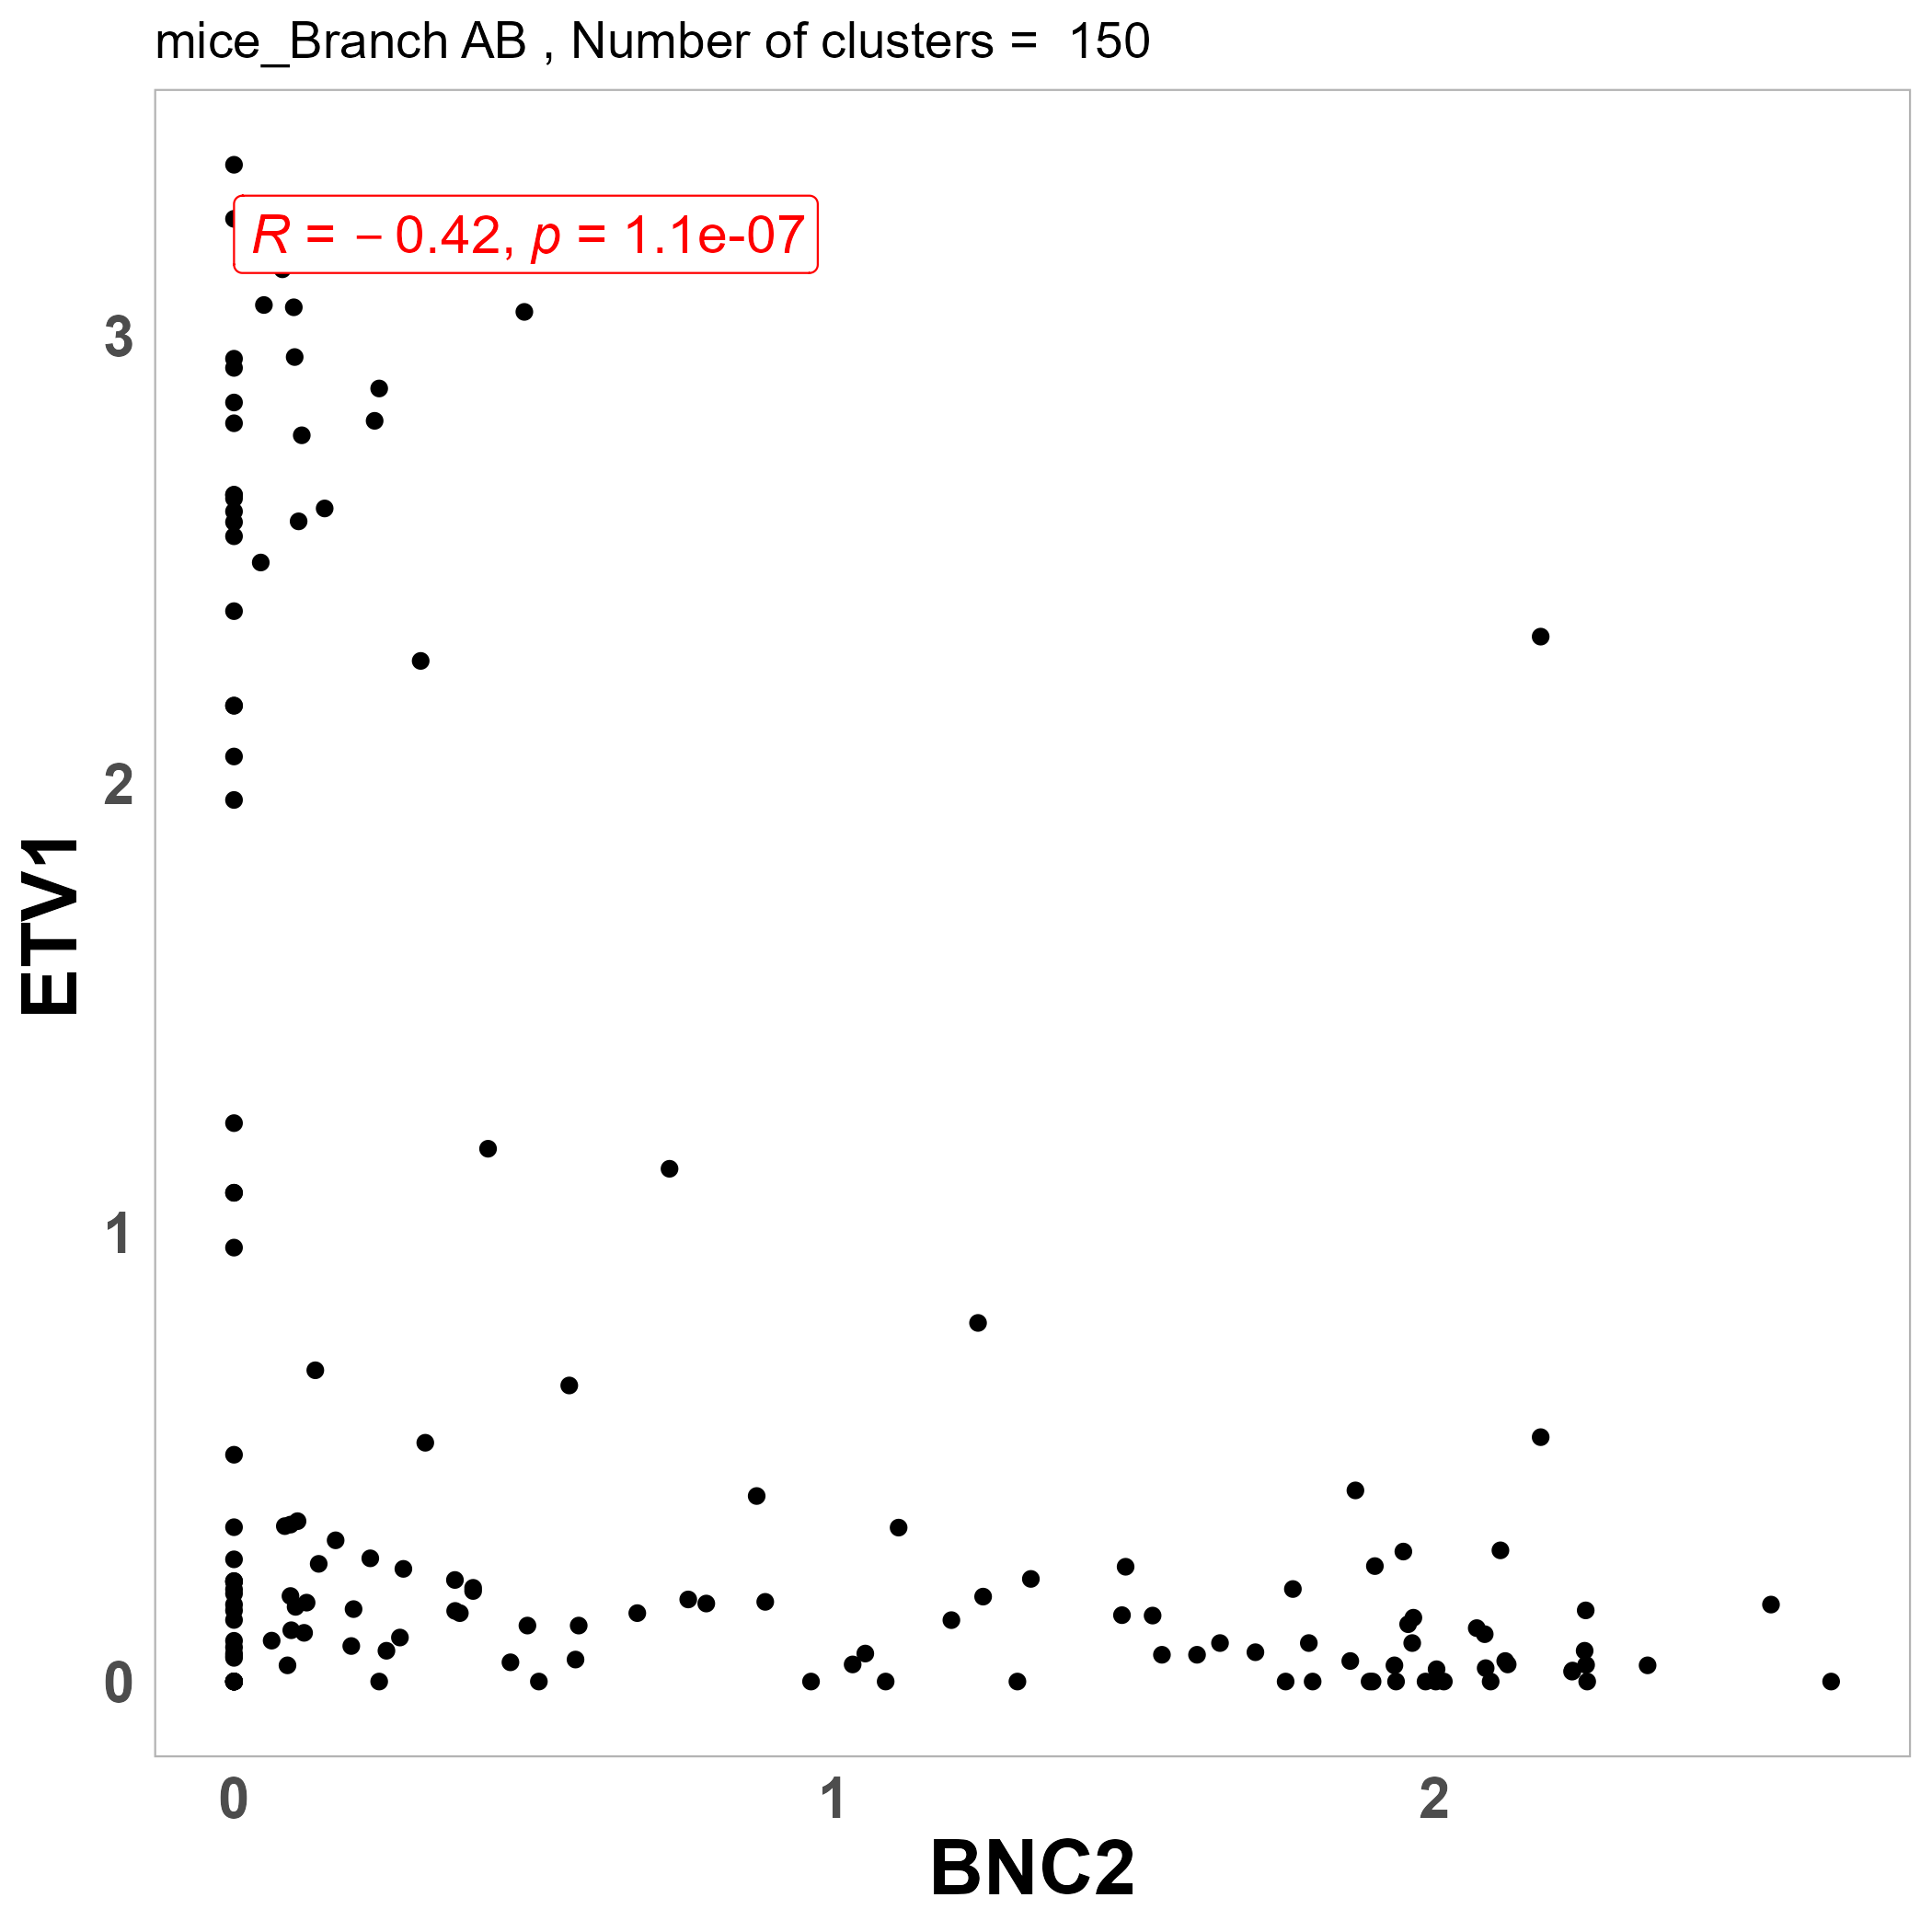 mice_Branch AB , Number of clusters =  150
R = – 0.42, p = 1.1e-07
3
2
1
0
ETV1
0
1
2
BNC2